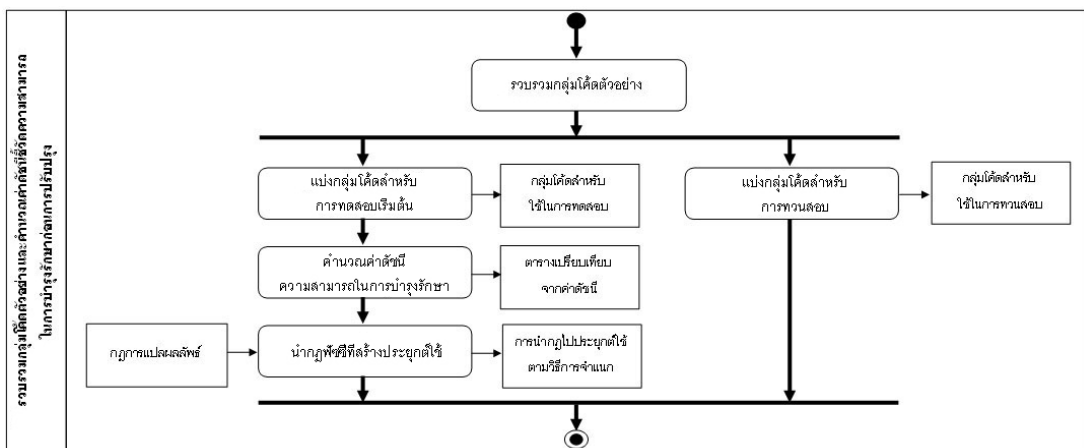 รวบรวมกลุ่มโค้ดตัวอย่างและคำนวณค่าดัชนีชี้วัดความสามารถ
ในการบำรุงรักษาก่อนการปรับปรุง
รวบรวมกลุ่มโค้ดตัวอย่าง
แบ่งกลุ่มโค้ดสำหรับ
การทดสอบเริ่มต้น
กลุ่มโค้ดสำหรับ
ใช้ในการทดสอบ
แบ่งกลุ่มโค้ดสำหรับ
การทวนสอบ
กลุ่มโค้ดสำหรับ
ใช้ในการทวนสอบ
คำนวณค่าดัชนี
ความสามารถในการบำรุงรักษา
ตารางเปรียบเทียบ
จากค่าดัชนี
กฎการแปลผลลัพธ์
นำกฎฟัซซีที่สร้างประยุกต์ใช้
การนำกฎไปประยุกต์ใช้
ตามวิธีการจำแนก